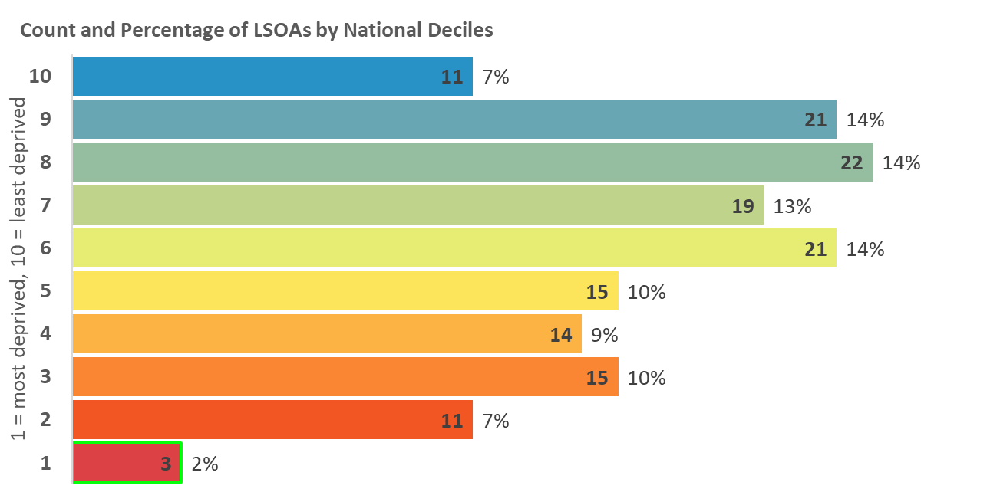 Count and Percentage of LSOAs by National Deciles
1 = most deprived, 10 = least deprived
10 11 7%
9 21 14%
8 22 14%
7 19 13%
6 21 14%
5 15 10%
4 14 9%
3 15 10%
2 11 7%
1 3 2%